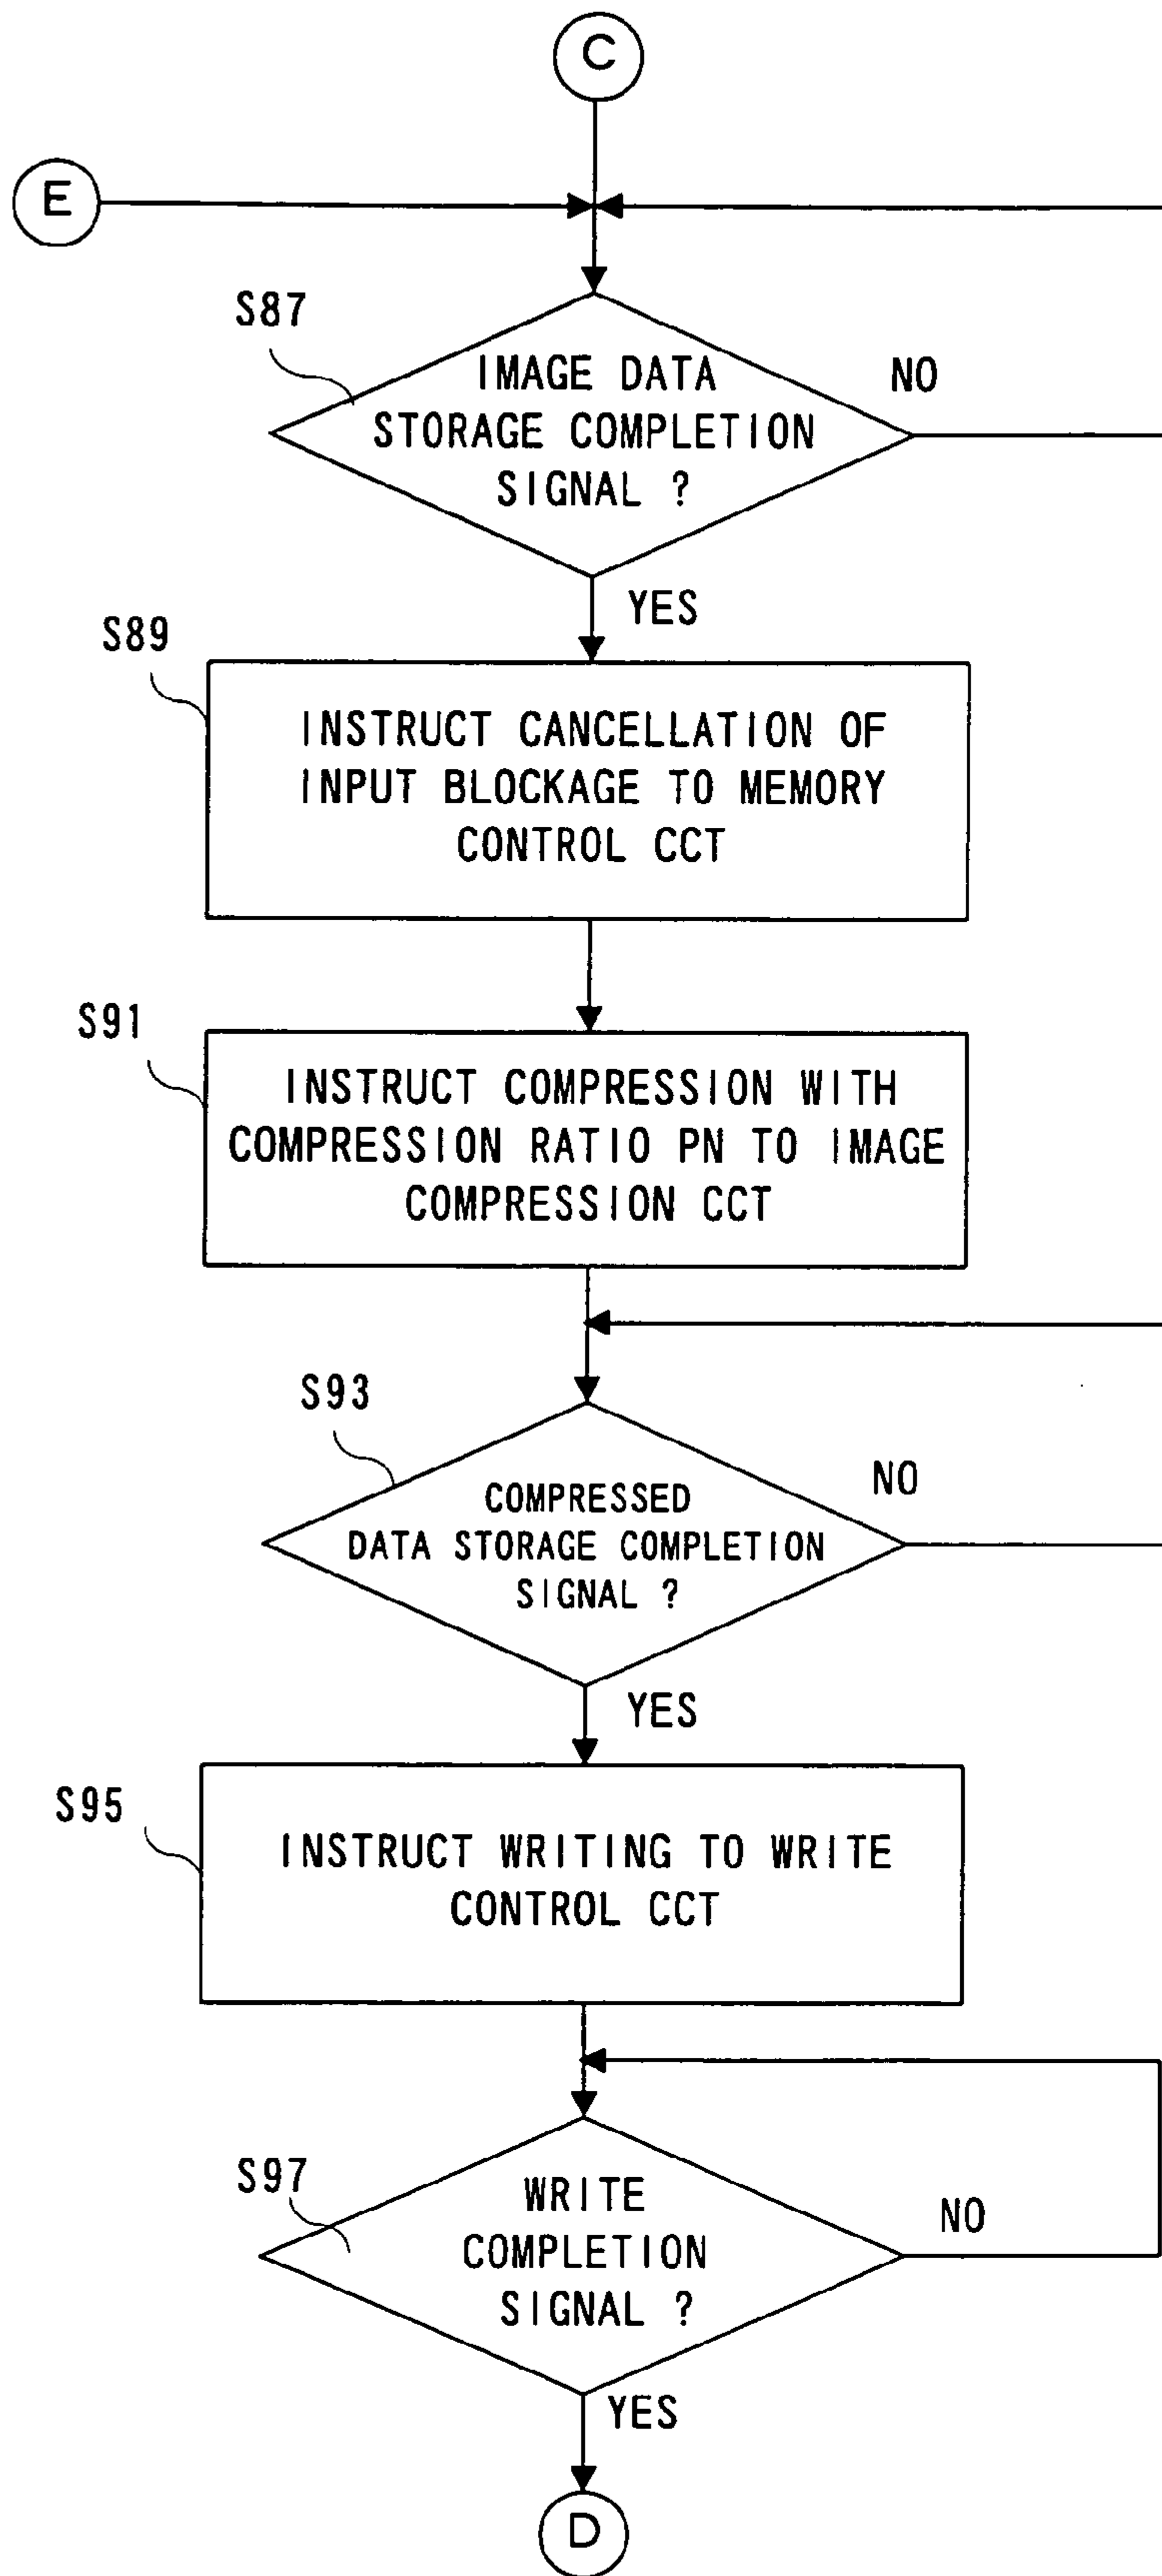 C
E
S87
IMAGE DATA
STORAGE COMPLETION
SIGNAL ?
NO
YES
S89
INSTRUCT CANCELLATION OF
INPUT BLOCKAGE TO MEMORY
CONTROL CCT
S91
INSTRUCT COMPRESSION WITH
COMPRESSION RATIO PN TO IMAGE
COMPRESSION CCT
S93
COMPRESSED
DATA STORAGE COMPLETION
SIGNAL ?
NO
YES
S95
INSTRUCT WRITING TO WRITE
CONTROL CCT
S97
WRITE
COMPLETION
SIGNAL ?
NO
YES
D